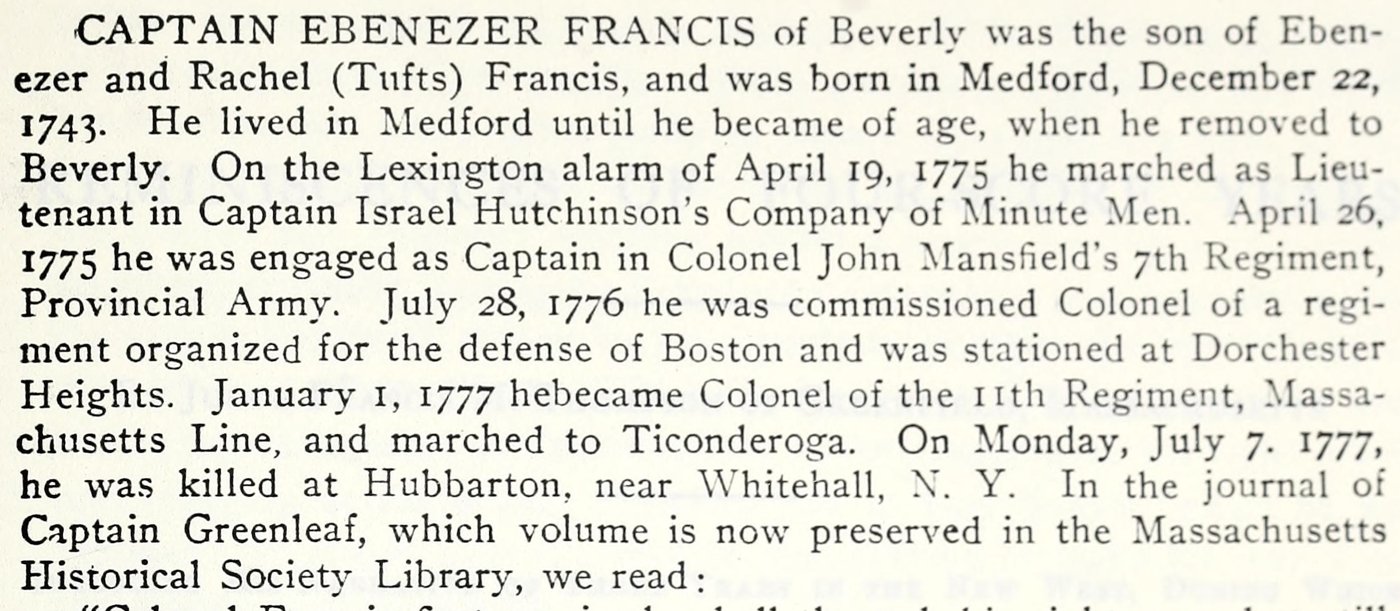 CAPTAIN EBENEZER FRANCIS of Beverly was the son of Eben-
ezer and Rachel (Tufts) Francis, and was born in Medford, December 22,
1743. He lived in Medford until he became of age, when he removed to
Beverly. On the Lexington alarm of April 19, 1775 he marched as Lieu-
tenant in Captain Israel Hutchinson's Company of Minute Men. April 26,
1775 he was engaged as Captain in Colonel John Mansfield's 7th Regiment,
Provincial Army. July 28, 1776 he was commissioned Colonel of a regi-
ment organized for the defense of Boston and was stationed at Dorchester
Heights. January 1, 1777 hebecame Colonel of the 11th Regiment, Massa-
chusetts Line, and marched to Ticonderoga. On Monday, July 7. 1777,
he was killed at Hubbarton, near Whitehall, N. Y. In the journal of
Captain Greenleaf, which volume is now preserved in the Massachusetts
Historical Society Library, we read: